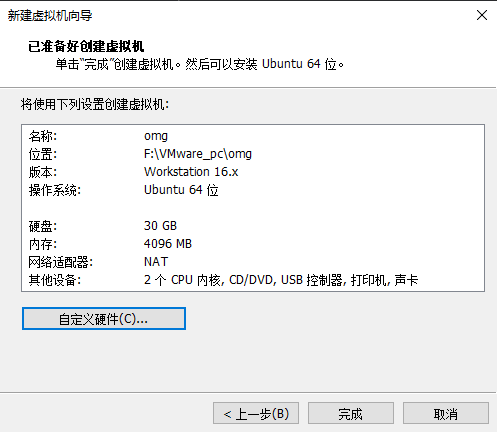 新建虚拟机向导
已准备好创建虚拟机
单击“完成”创建虚拟机。然后可以安装 Ubuntu 64 位。
将使用下列设置创建虚拟机:
名称: omg
位置: F:\VMware_pc\omg
版本: Workstation 16.x
操作系统: Ubuntu 64 位
硬盘: 30 GB
内存: 4096 MB
网络适配器: NAT
其他设备: 2 个 CPU 内核, CD/DVD, USB 控制器, 打印机, 声卡
自定义硬件(C)...
< 上一步(B) 完成 取消